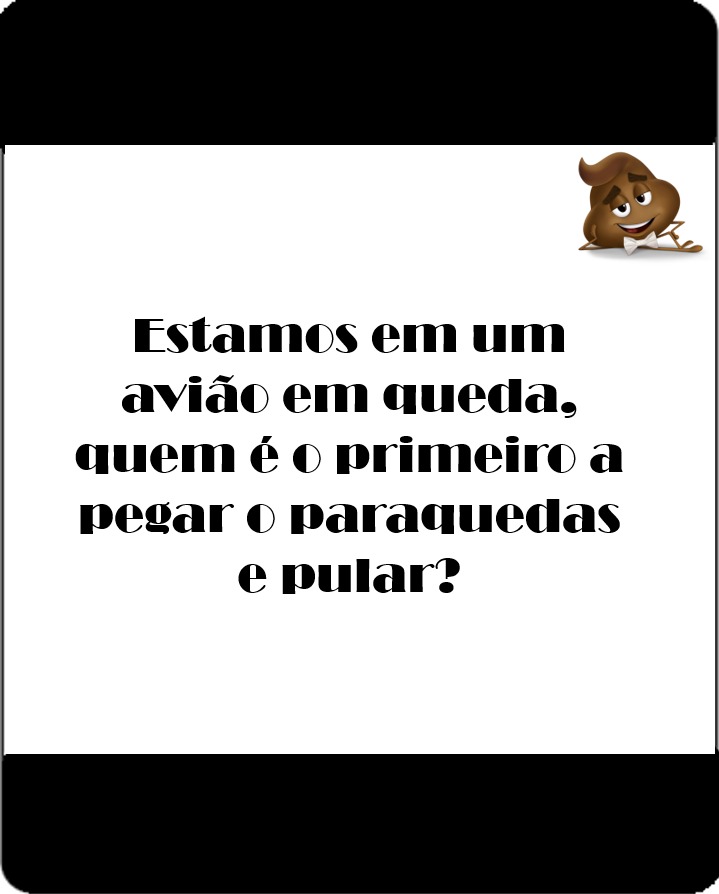 Estamos em um
avião em queda,
quem é o primeiro a
pegar o paraquedas
e pular?